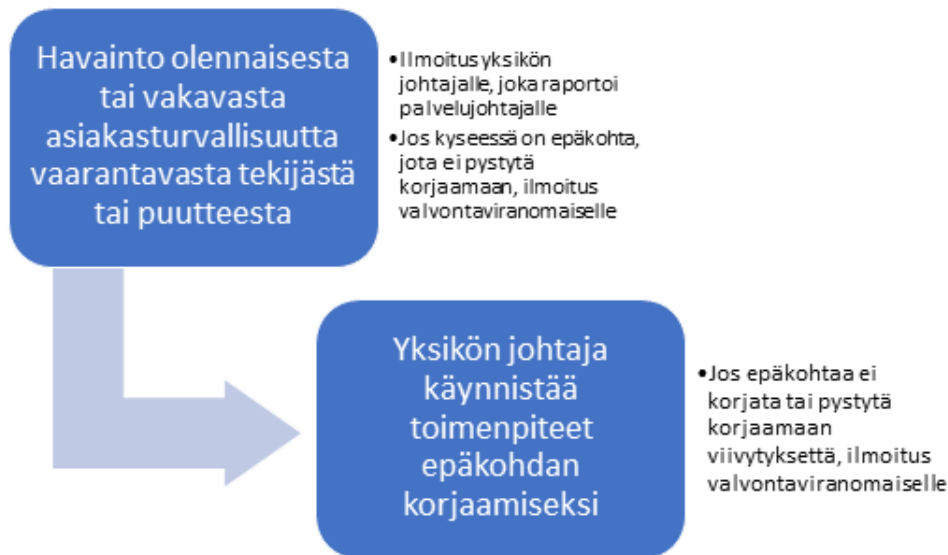 Havainto olennaisesta
tai vakavasta
asiakasturvallisuutta
vaarantavasta tekijästä
tai puutteesta
•Ilmoitus yksikön
johtajalle, joka raportoi
palvelujohtajalle
•Jos kyseessä on epäkohta,
jota ei pystytä
korjaamaan, ilmoitus
valvontaviranomaiselle
Yksikön johtaja
käynnistää
toimenpiteet
epäkohdan
korjaamiseksi
•Jos epäkohtaa ei
korjata tai pystytä
korjaamaan
viivytyksettä, ilmoitus
valvontaviranomaiselle